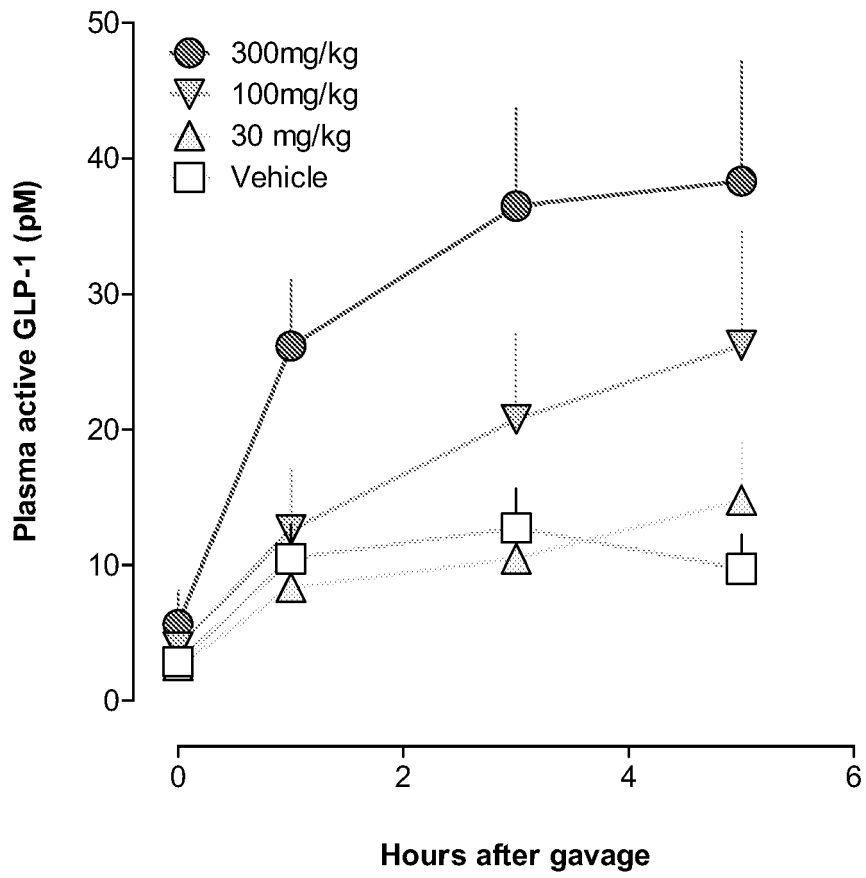 50
40
30
20
10
0
Plasma active GLP-1 (pM)
300mg/kg
100mg/kg
30 mg/kg
Vehicle
0 2 4 6
Hours after gavage